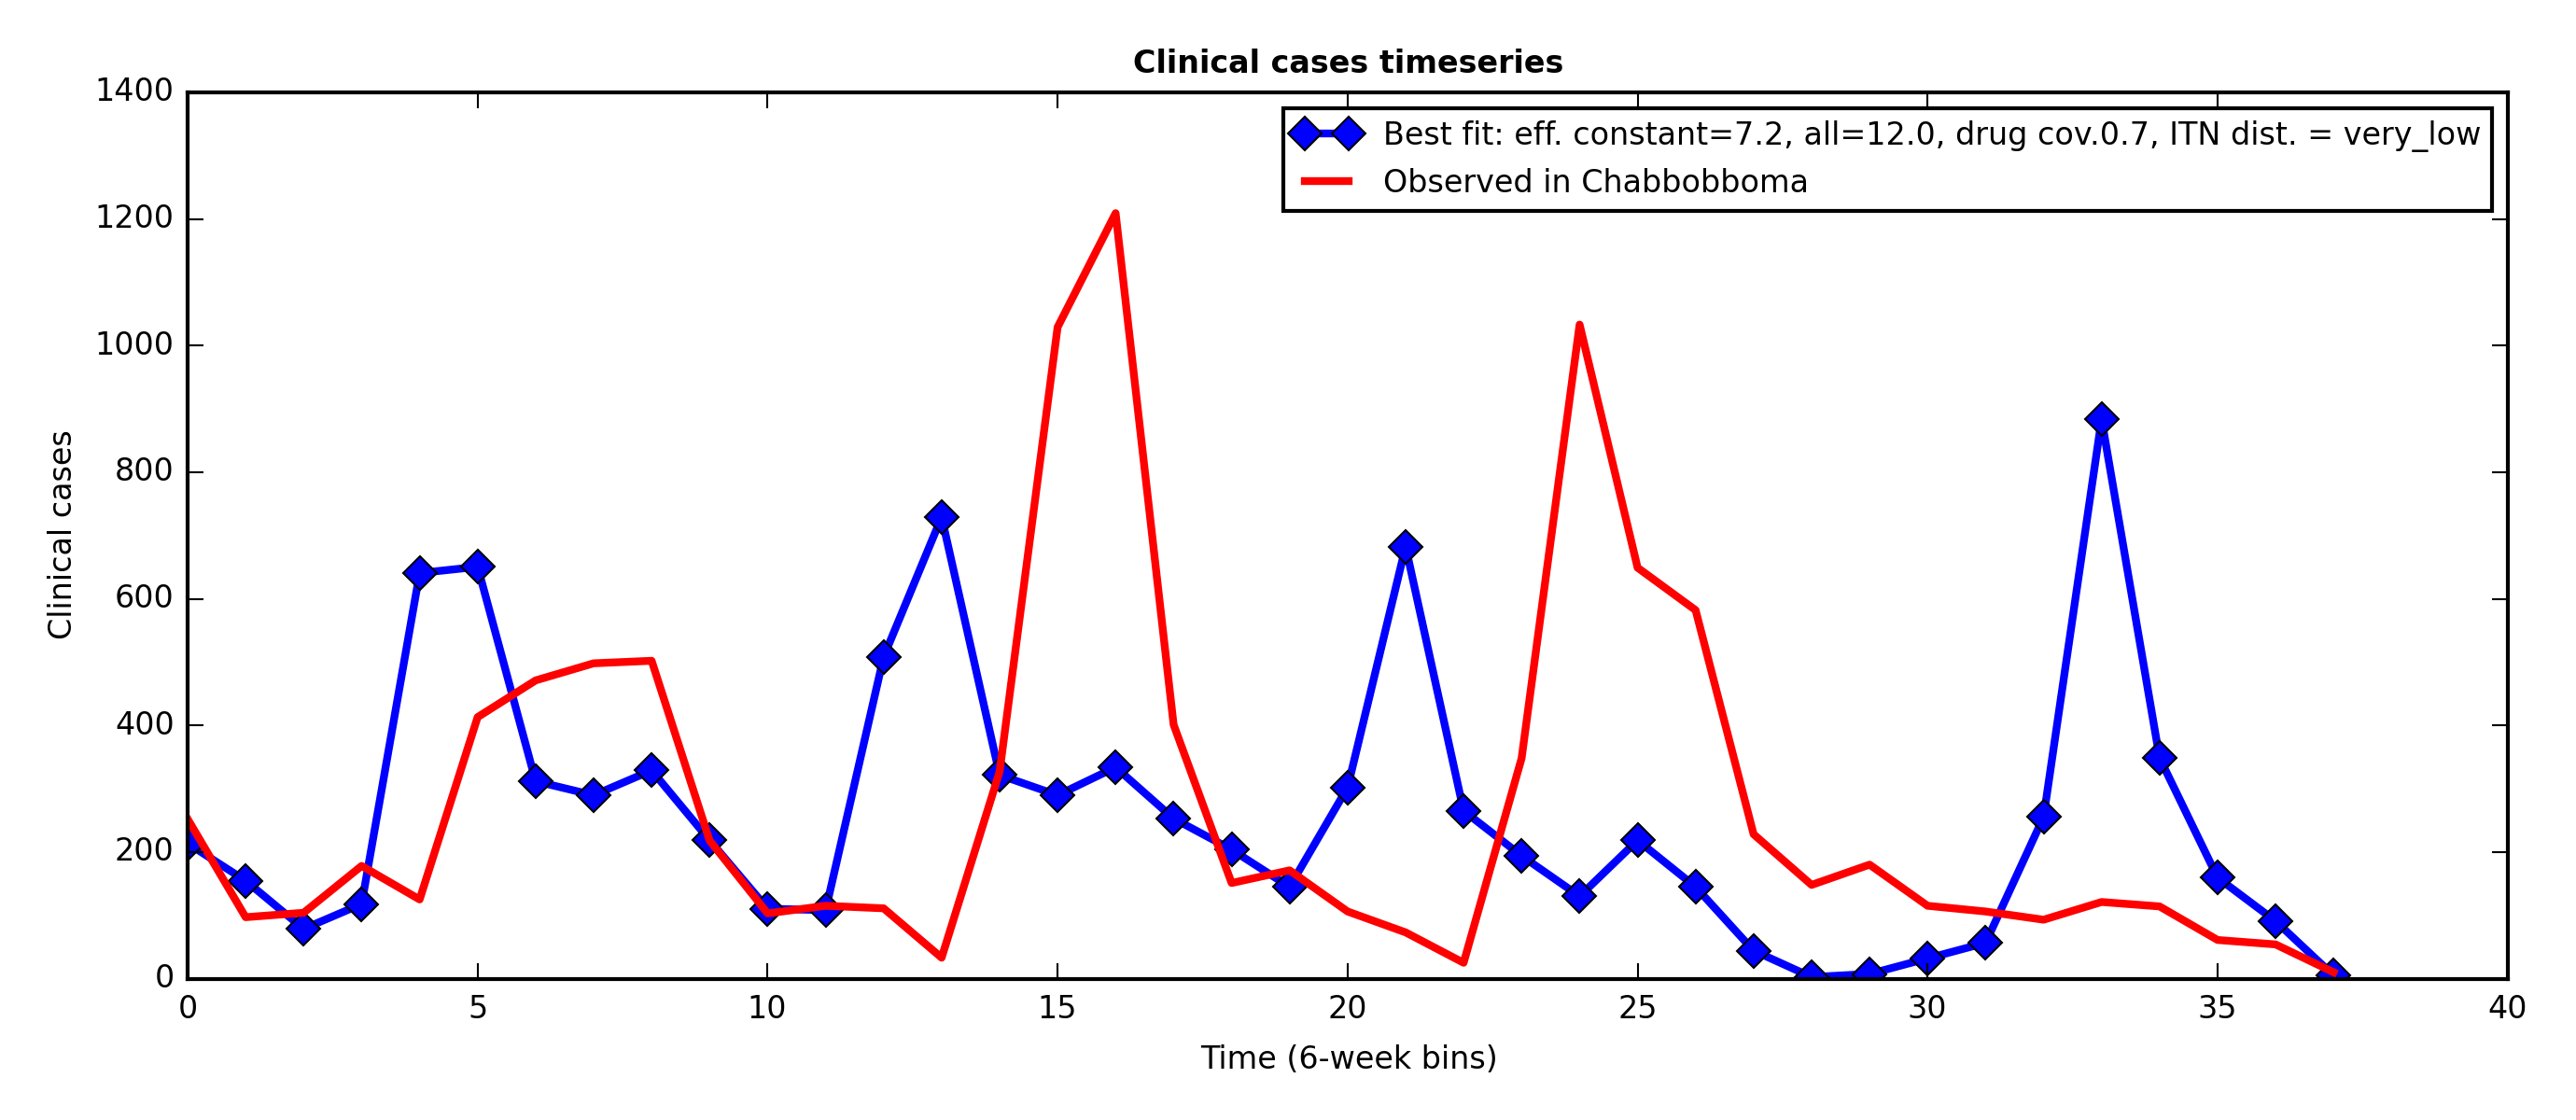 Clinical cases timeseries
Best fit: eff. constant=7.2, all=12.0, drug cov.0.7, ITN dist. = very_low
Observed in Chabbobboma
1400
1200
1000
800
600
400
200
0
Clinical cases
0 5 10 15 20 25 30 35 40
Time (6-week bins)